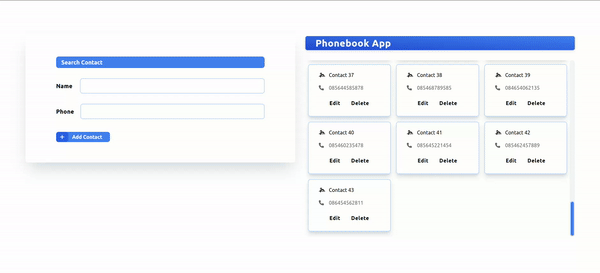 Search Contact
Name
Phone
+ Add Contact
Phonebook App
Contact 37
085644585878
Edit Delete
Contact 38
085468789585
Edit Delete
Contact 39
084654062135
Edit Delete
Contact 40
085460235478
Edit Delete
Contact 41
085645221454
Edit Delete
Contact 42
085462457889
Edit Delete
Contact 43
086454562811
Edit Delete